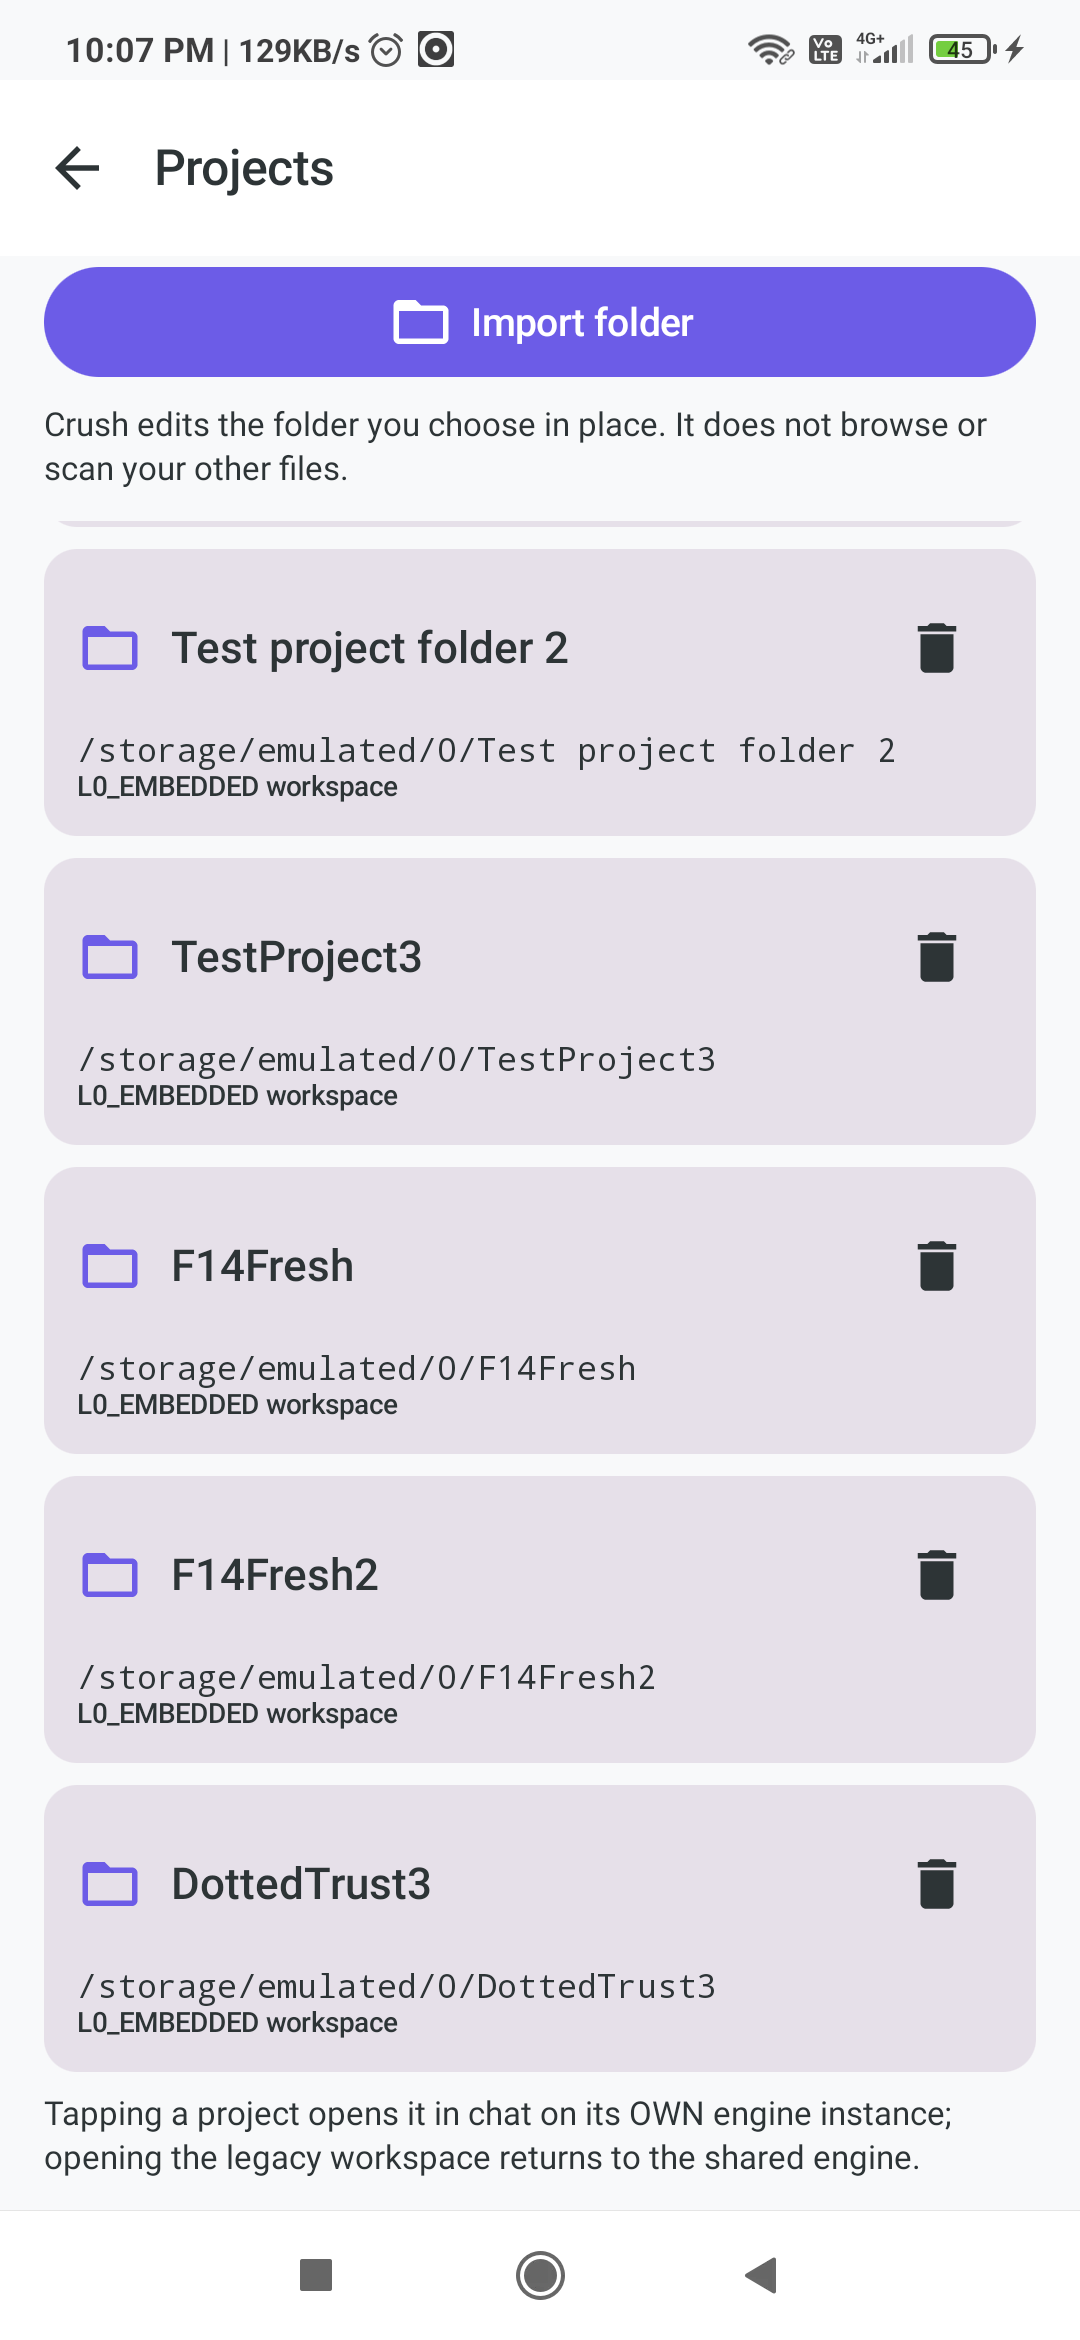 10:07 PM | 129KB/s
Vo LTE 4G+ 45
Projects
Import folder
Crush edits the folder you choose in place. It does not browse or
scan your other files.
Test project folder 2
/storage/emulated/0/Test project folder 2
L0_EMBEDDED workspace
TestProject3
/storage/emulated/0/TestProject3
L0_EMBEDDED workspace
F14Fresh
/storage/emulated/0/F14Fresh
L0_EMBEDDED workspace
F14Fresh2
/storage/emulated/0/F14Fresh2
L0_EMBEDDED workspace
DottedTrust3
/storage/emulated/0/DottedTrust3
L0_EMBEDDED workspace
Tapping a project opens it in chat on its OWN engine instance;
opening the legacy workspace returns to the shared engine.